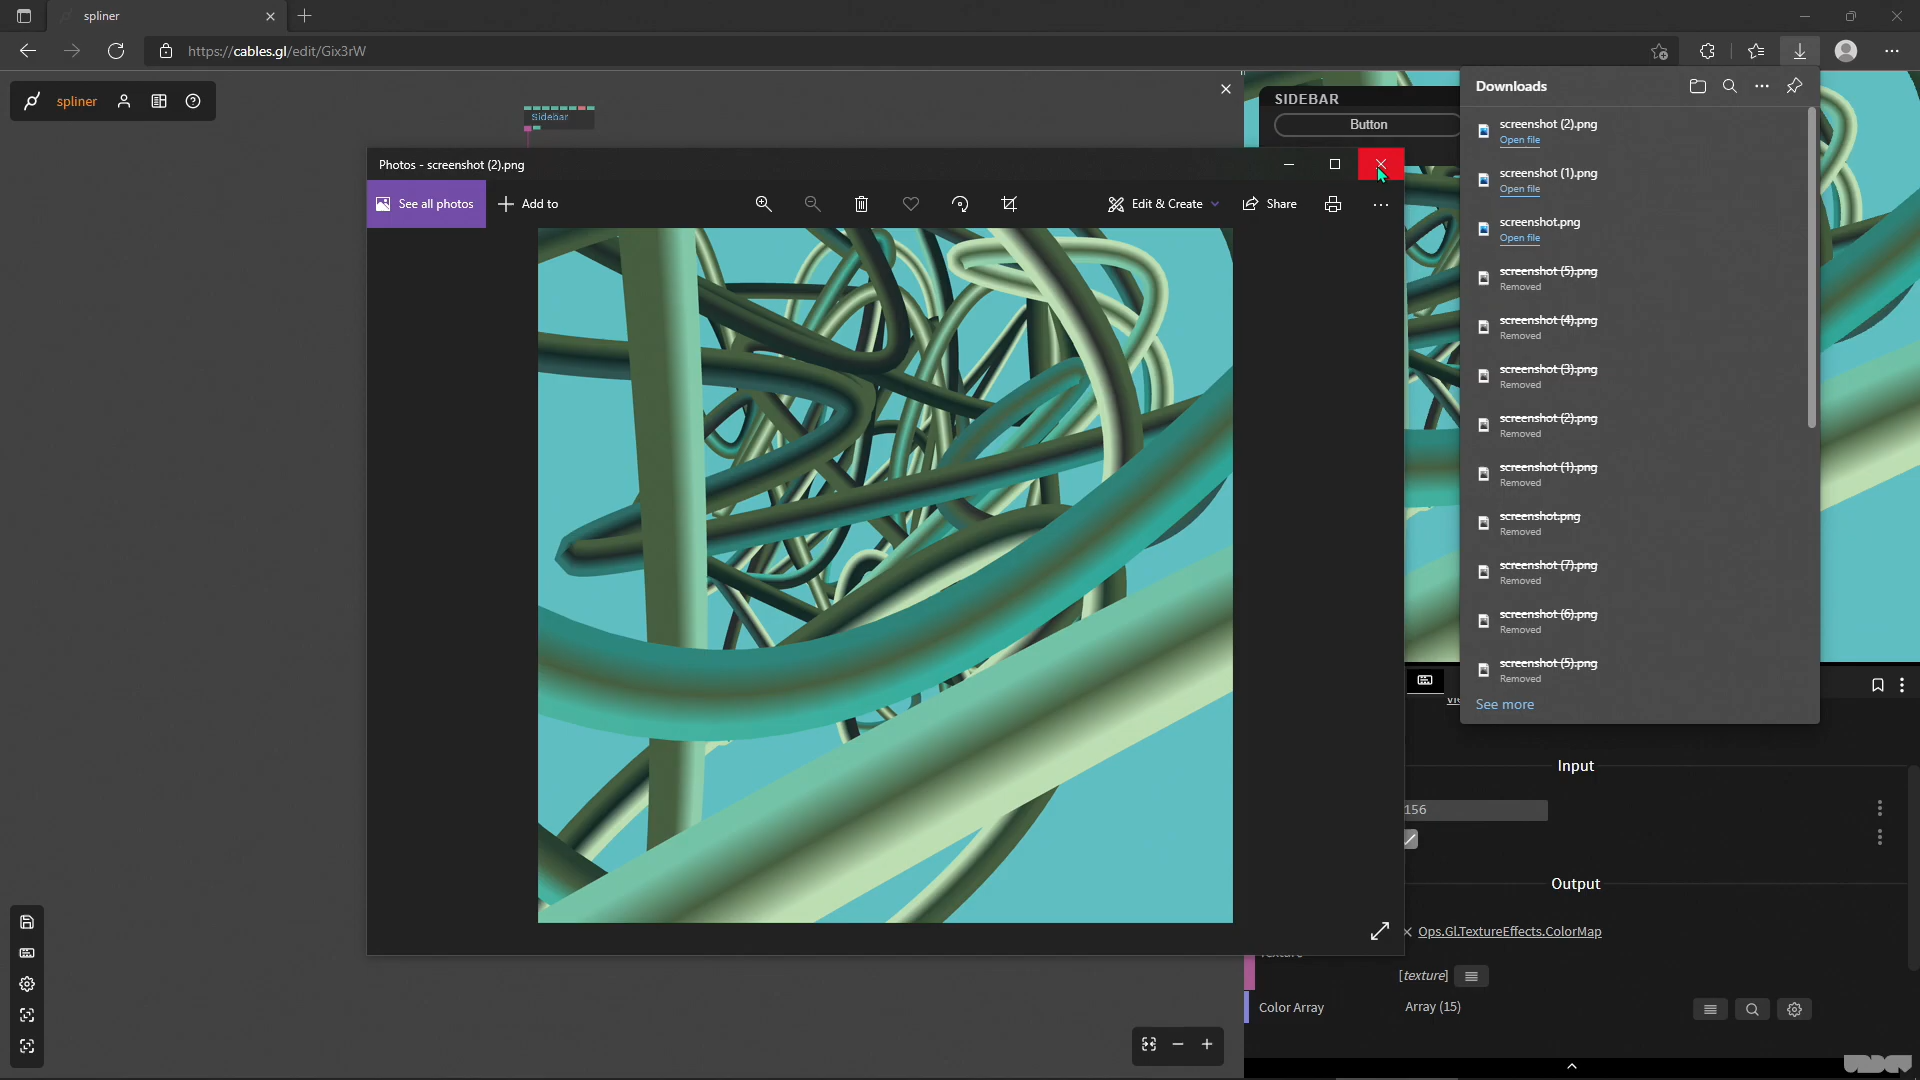 spliner
https://cables.gl/edit/Gix3rW
spliner
Sidebar
SIDEBAR
Button
Downloads
screenshot (2).png
Open file
screenshot (1).png
Open file
screenshot.png
Open file
screenshot (5).png
Removed
screenshot (4).png
Removed
screenshot (3).png
Removed
screenshot (2).png
Removed
screenshot (1).png
Removed
screenshot.png
Removed
screenshot (7).png
Removed
screenshot (6).png
Removed
screenshot (5).png
Removed
See more
Photos - screenshot (2).png
See all photos
Add to
Edit & Create
Share
Input
156
Output
Ops.Gl.TextureEffects.ColorMap
[texture]
Color Array
Array (15)